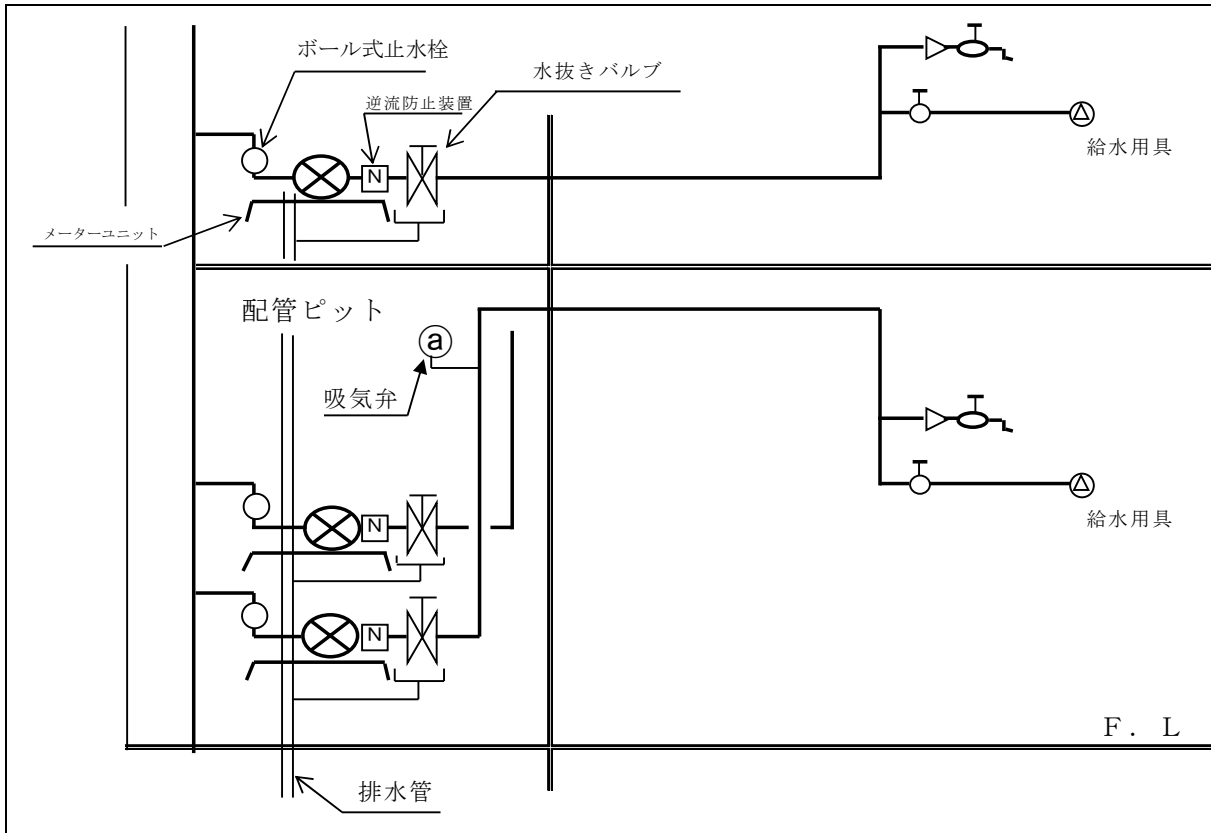 ボール式止水栓
水抜きバルブ
逆流防止装置
N
給水用具
メーターユニット
配管ピット
a
吸気弁
N
給水用具
N
F. L
排水管